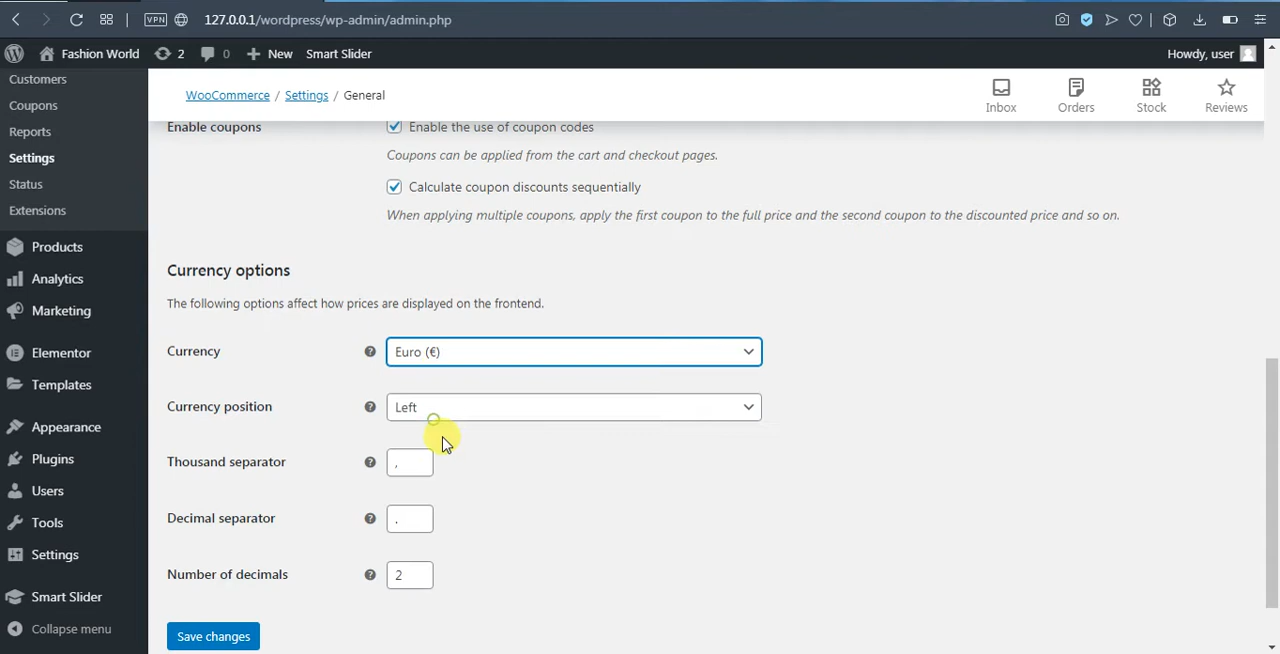 VPN 127.0.0.1/wordpress/wp-admin/admin.php
Fashion World 2 0 New Smart Slider Howdy, user
Customers
Coupons
Reports
Settings
Status
Extensions
Products
Analytics
Marketing
Elementor
Templates
Appearance
Plugins
Users
Tools
Settings
Smart Slider
Collapse menu
WooCommerce / Settings / General
Inbox Orders Stock Reviews
Enable coupons Enable the use of coupon codes
Coupons can be applied from the cart and checkout pages.
Calculate coupon discounts sequentially
When applying multiple coupons, apply the first coupon to the full price and the second coupon to the discounted price and so on.
Currency options
The following options affect how prices are displayed on the frontend.
Currency Euro (€)
Currency position Left
Thousand separator ,
Decimal separator .
Number of decimals 2
Save changes